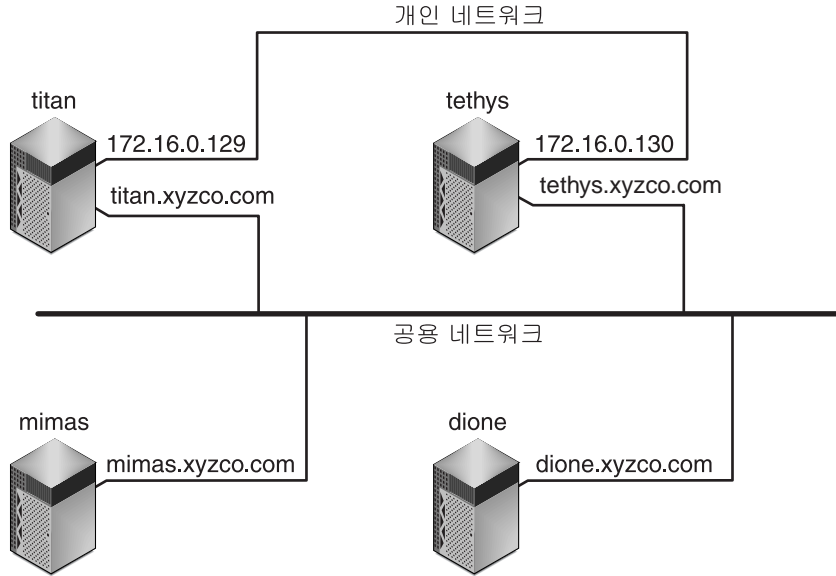 개인 네트워크
titan
tethys
172.16.0.129
172.16.0.130
titan.xyzco.com
tethys.xyzco.com
공용 네트워크
mimas
dione
mimas.xyzco.com
dione.xyzco.com